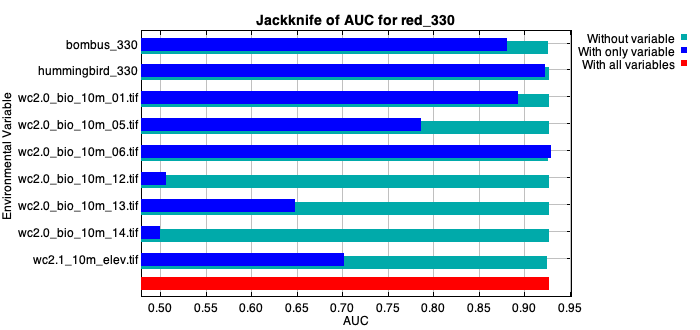 Jackknife of AUC for red_330
Environmental Variable
bombus_330
hummingbird_330
wc2.0_bio_10m_01.tif
wc2.0_bio_10m_05.tif
wc2.0_bio_10m_06.tif
wc2.0_bio_10m_12.tif
wc2.0_bio_10m_13.tif
wc2.0_bio_10m_14.tif
wc2.1_10m_elev.tif
0.50 0.55 0.60 0.65 0.70 0.75 0.80 0.85 0.90 0.95
AUC
Without variable
With only variable
With all variables